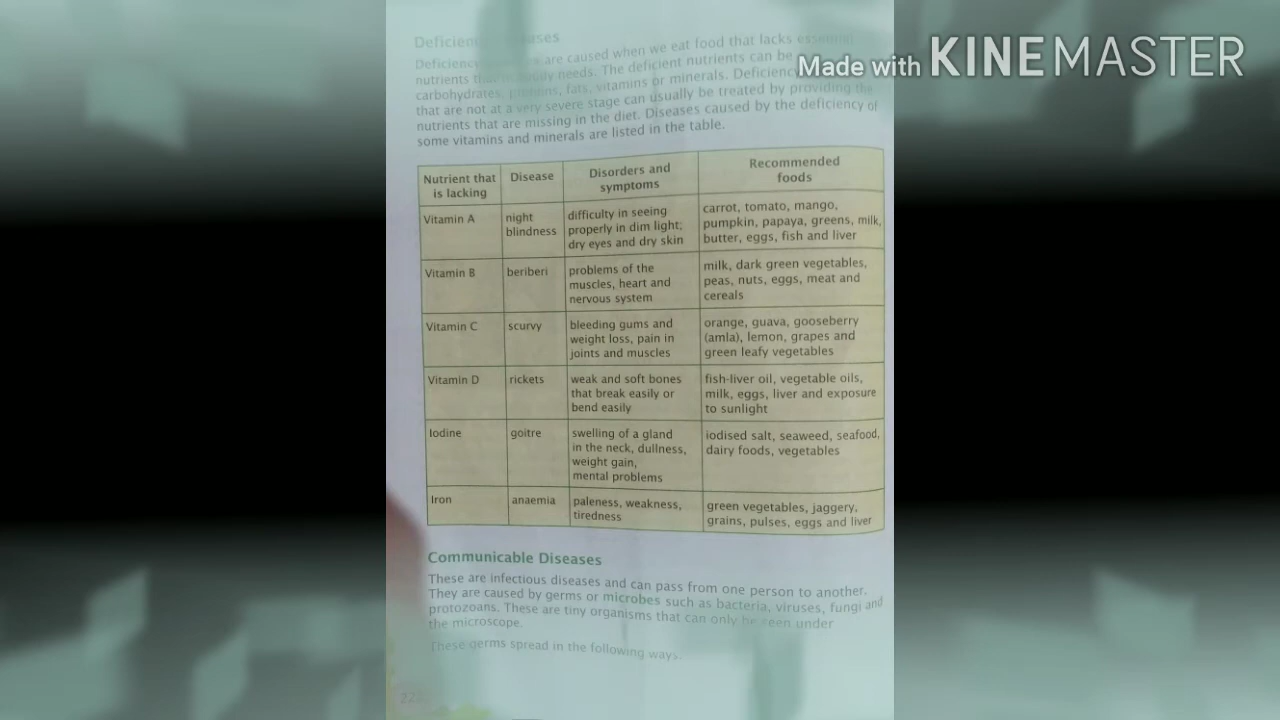 Made with KINEMASTER
Deficiency Diseases
Deficiency are caused when we eat food that lacks essential
nutrients that needs. The deficient nutrients can be
carbohydrates, proteins, fats, vitamins or minerals. Deficiency
that are not at a very severe stage can usually be treated by providing the
nutrients that are missing in the diet. Diseases caused by the deficiency of
some vitamins and minerals are listed in the table.
Nutrient that is lacking Disease Disorders and symptoms Recommended foods
Vitamin A night difficulty in seeing carrot, tomato, mango,
blindness properly in dim light; pumpkin, papaya, greens, milk,
dry eyes and dry skin butter, eggs, fish and liver
Vitamin B beriberi problems of the milk, dark green vegetables,
muscles, heart and peas, nuts, eggs, meat and
nervous system cereals
Vitamin C scurvy bleeding gums and orange, guava, gooseberry
weight loss, pain in (amla), lemon, grapes and
joints and muscles green leafy vegetables
Vitamin D rickets weak and soft bones fish-liver oil, vegetable oils,
that break easily or milk, eggs, liver and exposure
bend easily to sunlight
Iodine goitre swelling of a gland iodised salt, seaweed, seafood,
in the neck, dullness, dairy foods, vegetables
weight gain,
mental problems
Iron anaemia paleness, weakness, green vegetables, jaggery,
tiredness grains, pulses, eggs and liver
Communicable Diseases
These are infectious diseases and can pass from one person to another.
They are caused by germs or microbes such as bacteria, viruses, fungi and
protozoans. These are tiny organisms that can only be seen under
the microscope.
These germs spread in the following ways.